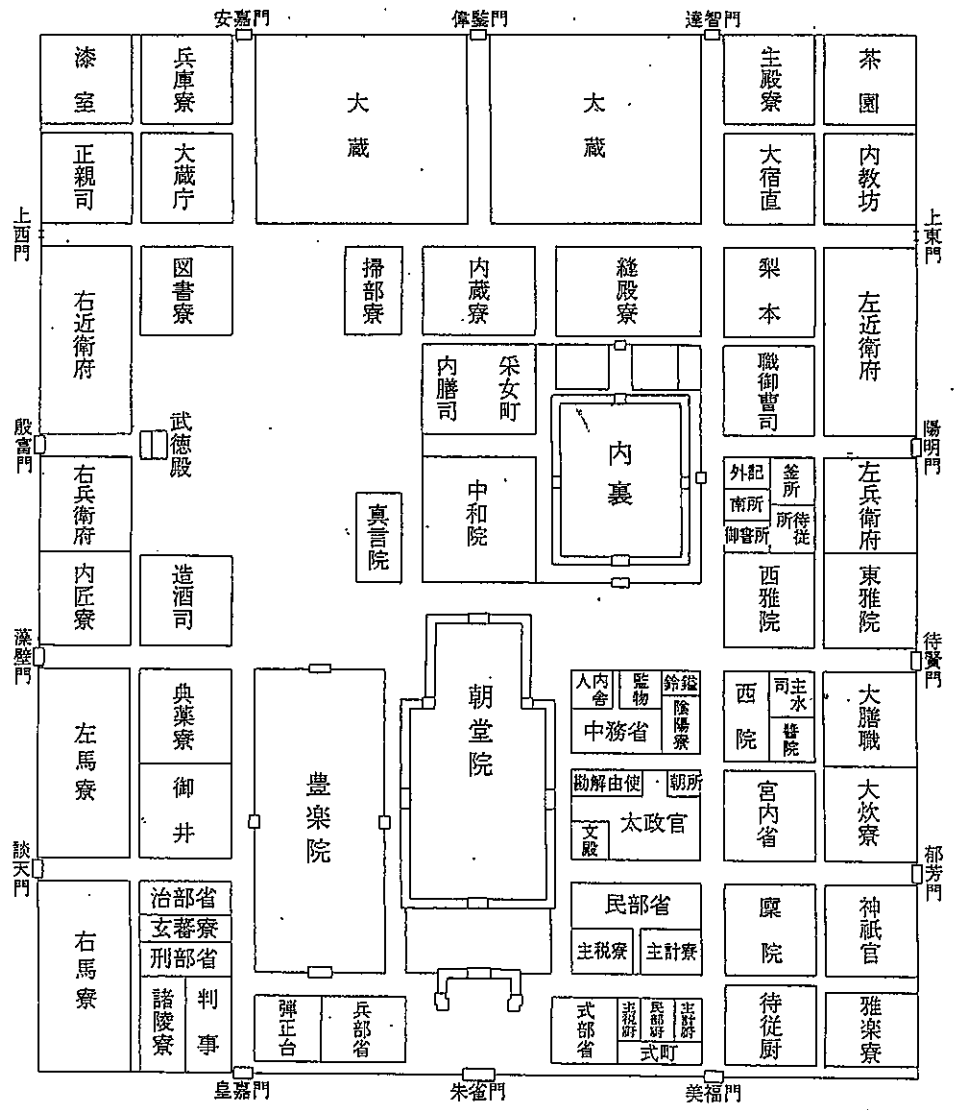 安嘉門
偉鑒門
達智門
漆室
兵庫寮
大蔵
大蔵
主殿寮
茶園
正親司
大蔵庁
大宿直
内教坊
上西門
上東門
右近衛府
図書寮
掃部寮
内蔵寮
縫殿寮
梨本
左近衛府
内膳司
采女町
職御曹司
殷富門
武徳殿
内裏
陽明門
右兵衛府
真言院
中和院
外記
釜所
南所
所待従
御書所
左兵衛府
内匠寮
造酒司
西雅院
東雅院
藻壁門
待賢門
左馬寮
典薬寮
御井
豊楽院
朝堂院
人内舎
監物
鈴鎰
中務省
陰陽寮
西院
司主水
醤院
大膳職
勘解由使
朝所
太政官
文殿
宮内省
大炊寮
談天門
郁芳門
右馬寮
治部省
玄蕃寮
刑部省
諸陵寮
判事
民部省
主税寮
主計寮
廩院
神祇官
弾正台
兵部省
式部省
主税厨
民部厨
主計厨
式町
待従厨
雅楽寮
皇嘉門
朱雀門
美福門